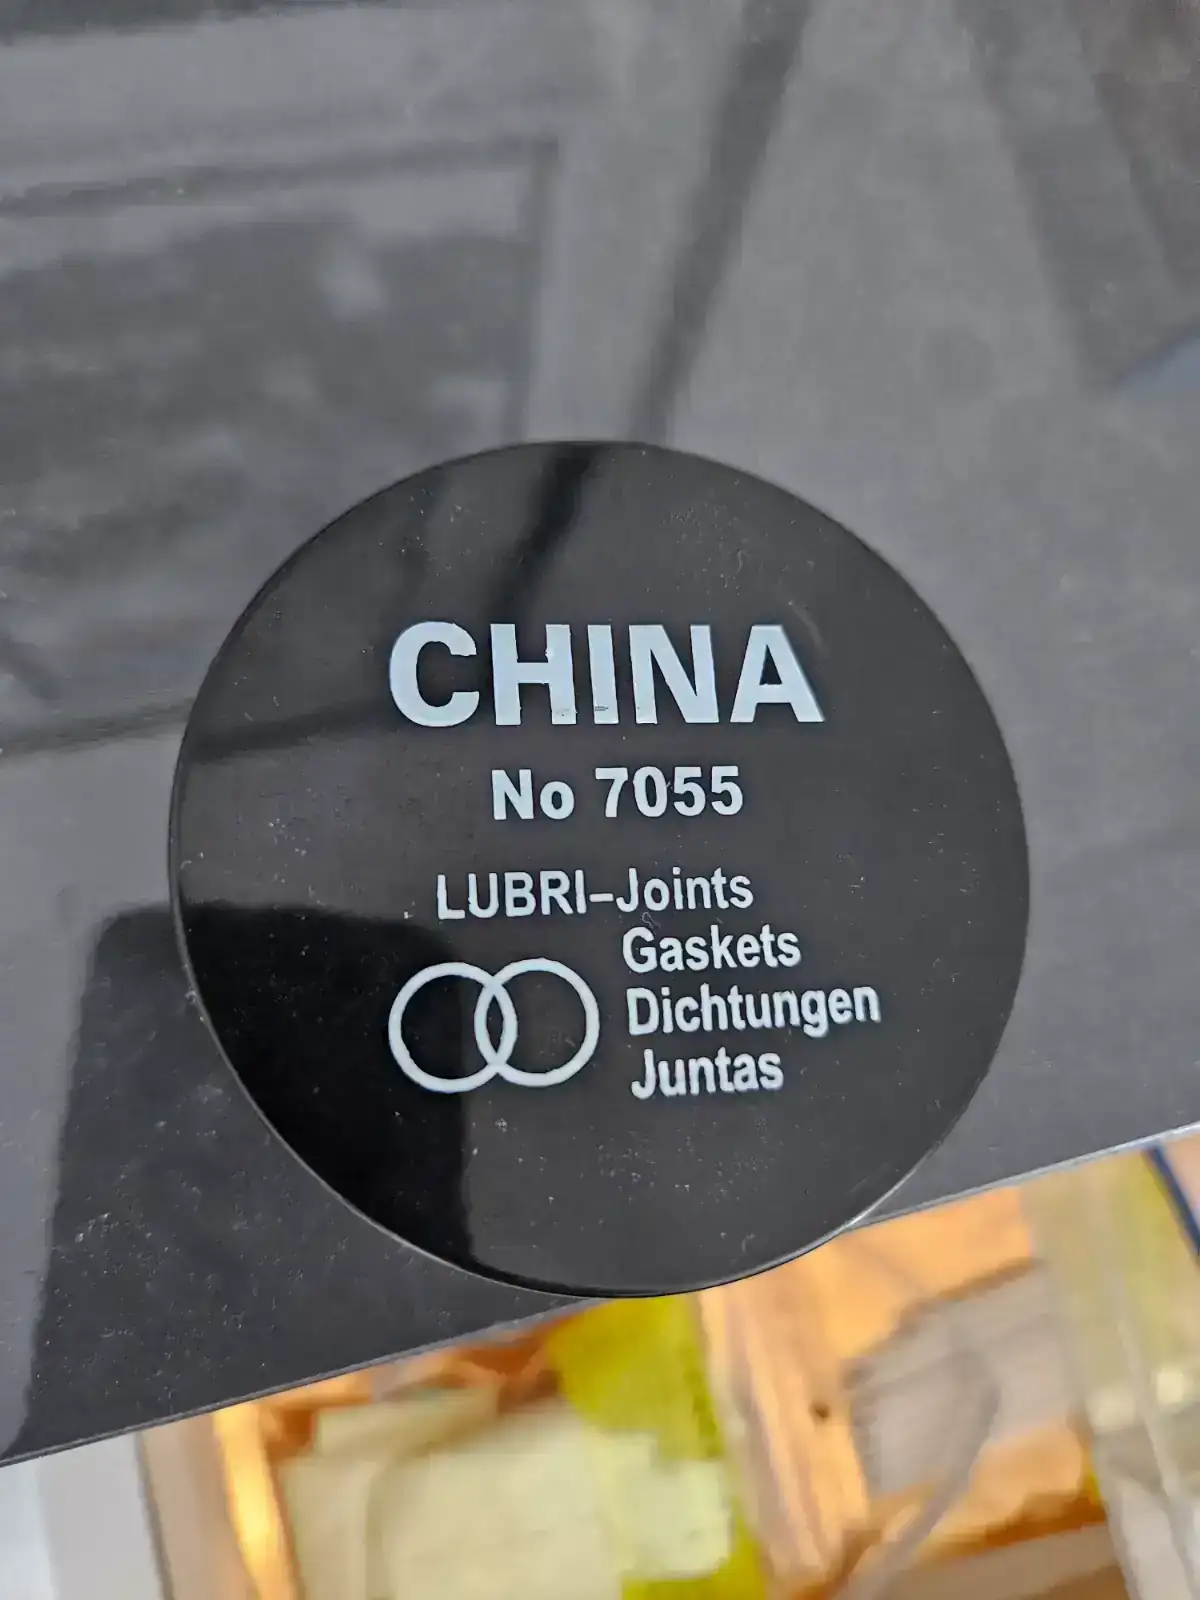 CHINA
No 7055
LUBRI-Joints
Gaskets
Dichtungen
Juntas